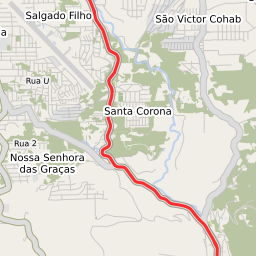 Salgado Filho
São Victor Cohab
a
Rua U
Santa Corona
Rua 2
Nossa Senhora
das Graças